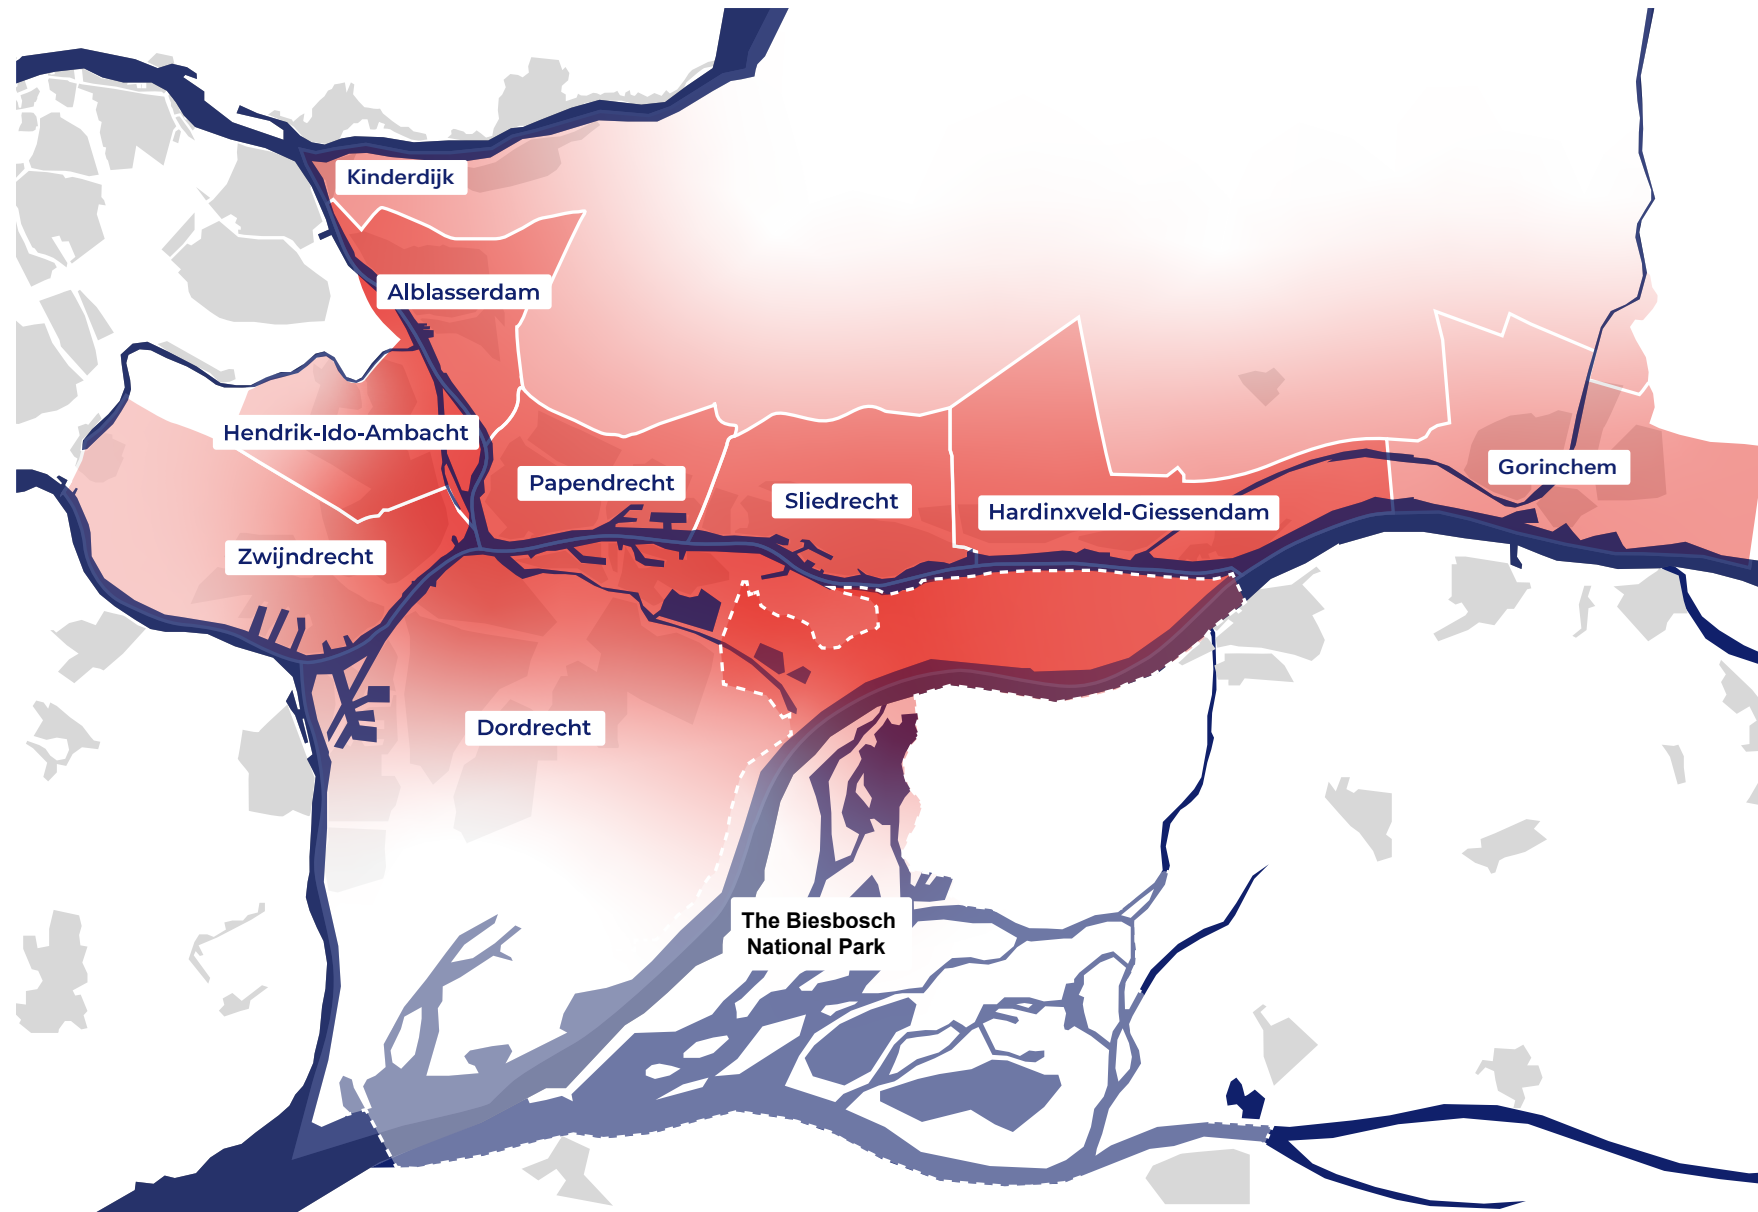 Kinderdijk
Alblasserdam
Hendrik-Ido-Ambacht
Papendrecht
Gorinchem
Sliedrecht
Hardinxveld-Giessendam
Zwijndrecht
Dordrecht
The Biesbosch
National Park